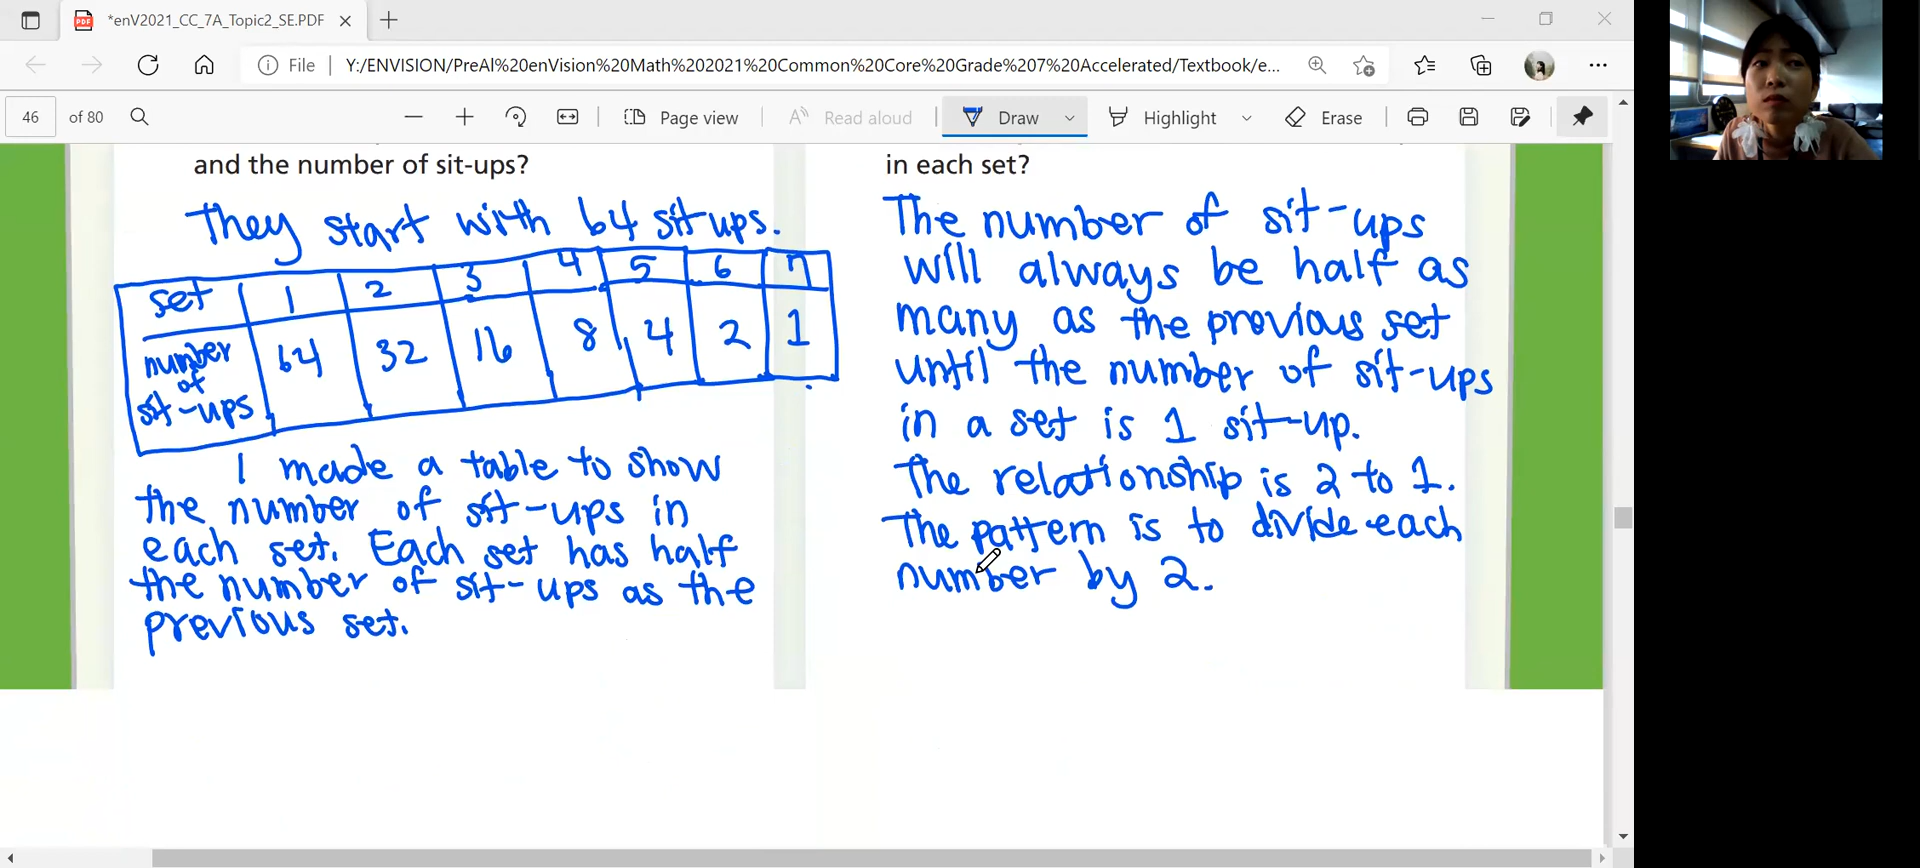 *enV2021_CC_7A_Topic2_SE.PDF
File
Y:/ENVISION/PreAl%20enVision%20Math%202021%20Common%20Core%20Grade%207%20Accelerated/Textbook/e...
46 of 80
Page view
Read aloud
Draw
Highlight
Erase
and the number of sit-ups?
They start with 64 sit ups.
set 1 2 3 4 5 6 7
number of sit-ups 64 32 16 8 4 2 1
I made a table to show
the number of sit-ups in
each set. Each set has half
the number of sit-ups as the
previous set.
in each set?
The number of sit-ups
will always be half as
many as the previous set
until the number of sit-ups
in a set is 1 sit-up.
The relationship is 2 to 1.
The pattern is to divide each
number by 2.